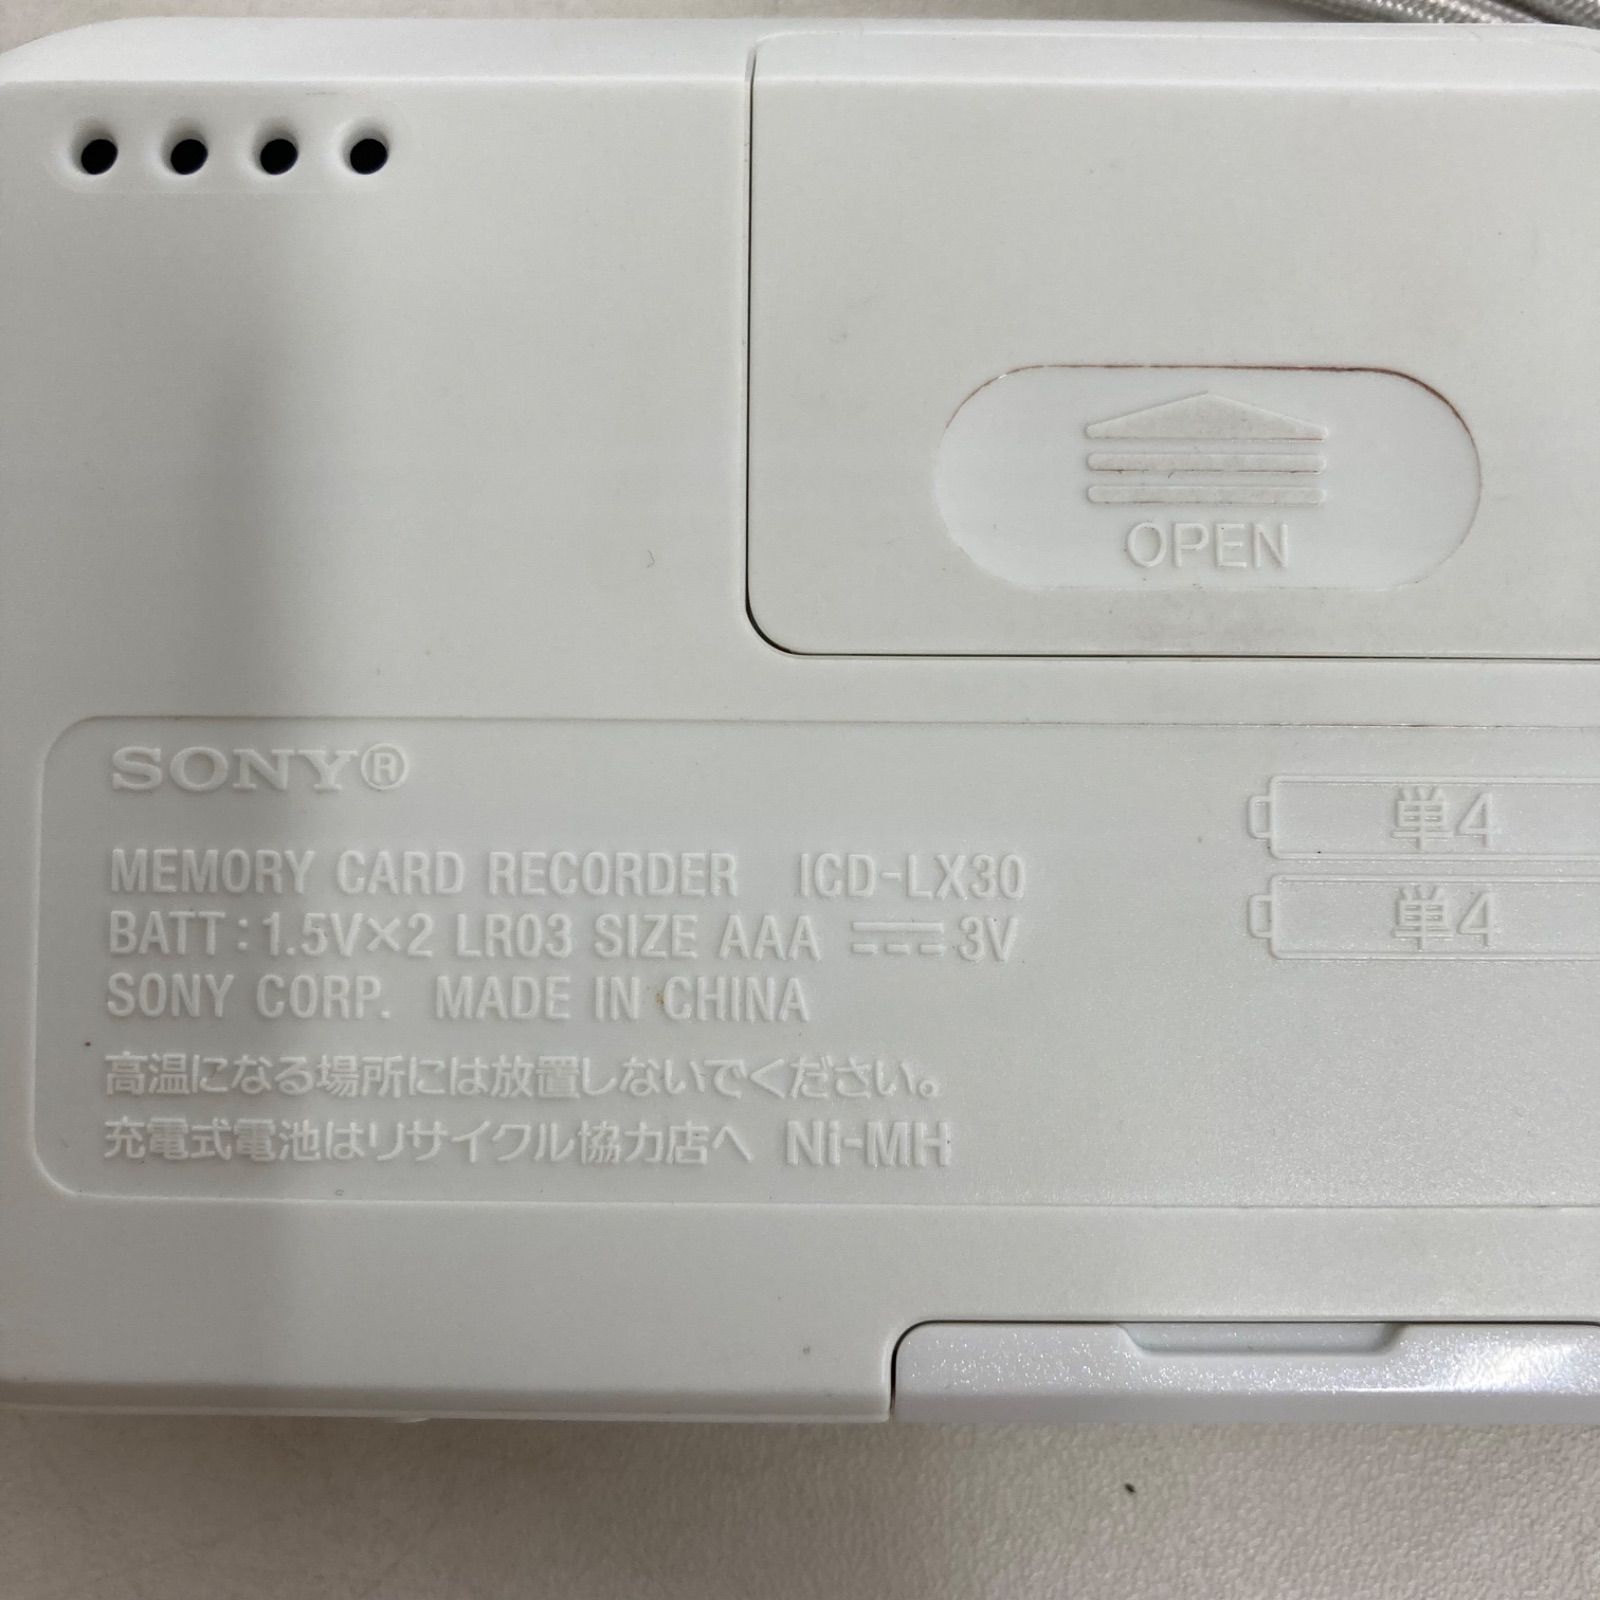 OPEN
SONY®
単4
単4
MEMORY CARD RECORDER ICD-LX30
BATT:1.5V×2 LR03 SIZE AAA ⎓ 3V
SONY CORP. MADE IN CHINA
高温になる場所には放置しないでください。
充電式電池はリサイクル協力店へ Ni-MH